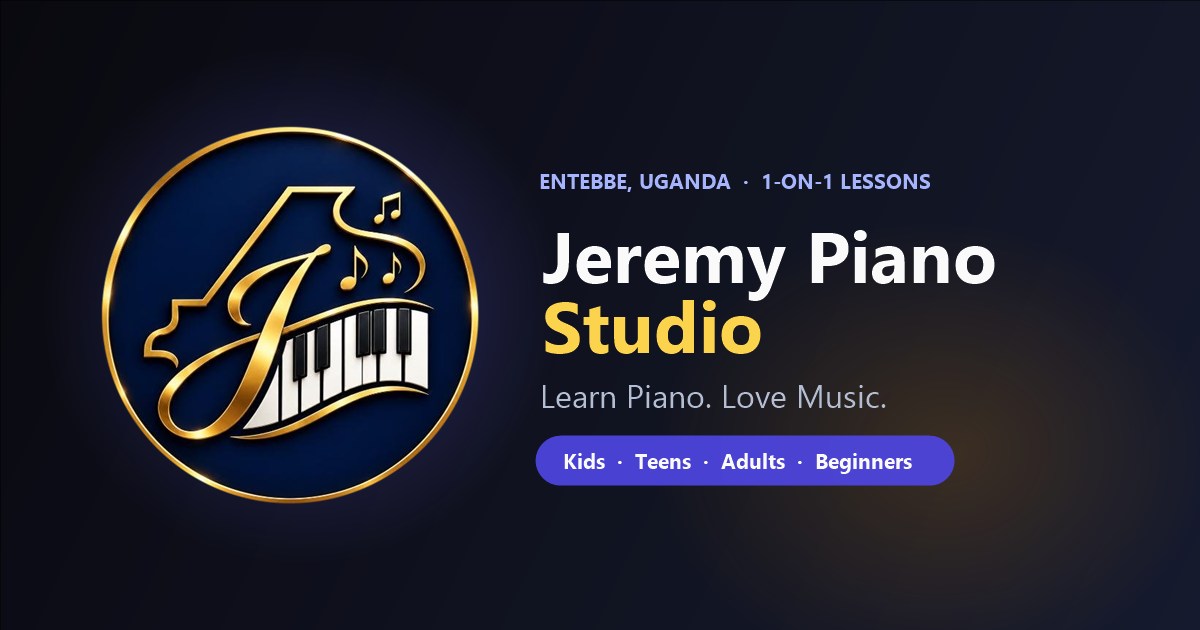 J
ENTEBBE, UGANDA · 1-ON-1 LESSONS
Jeremy Piano
Studio
Learn Piano. Love Music.
Kids · Teens · Adults · Beginners